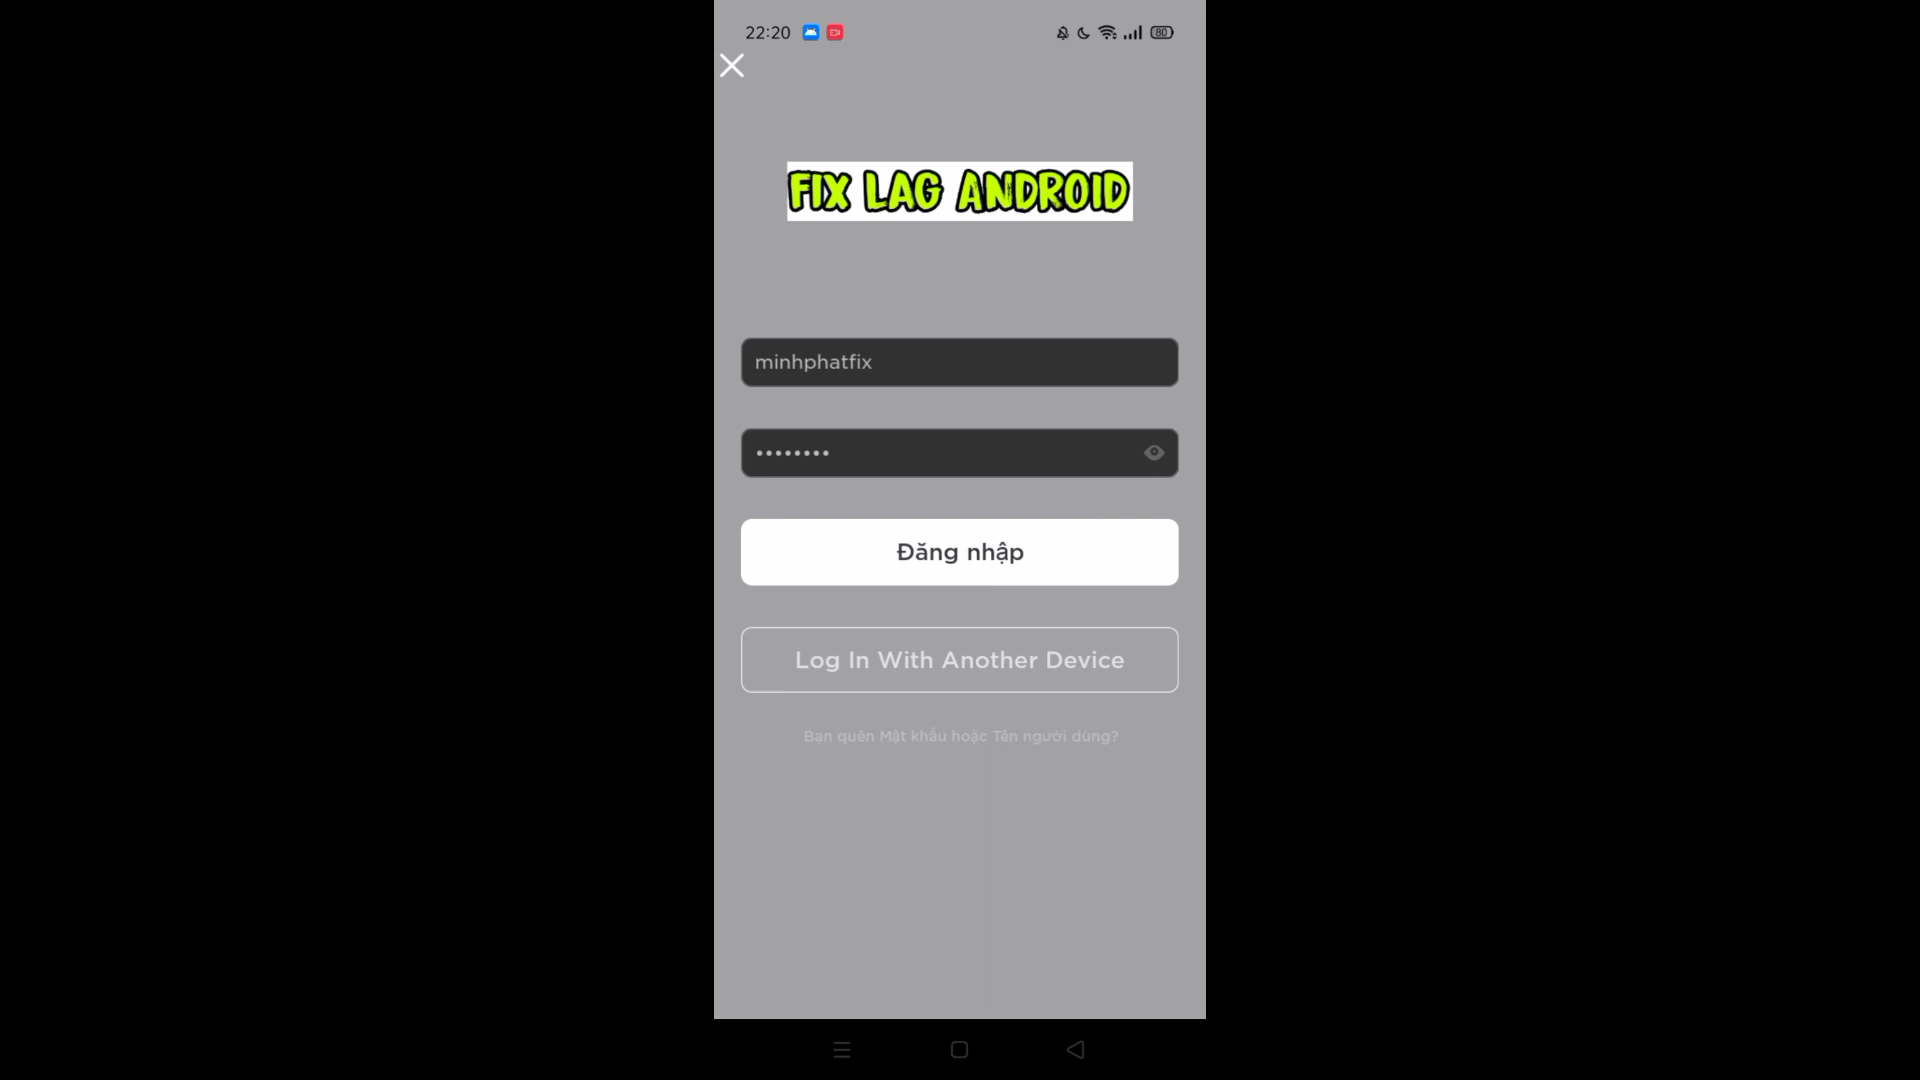 22:20
80
FIX LAG ANDROID
minhphatfix
••••••••
Đăng nhập
Log In With Another Device
Bạn quên Mật khẩu hoặc Tên người dùng?